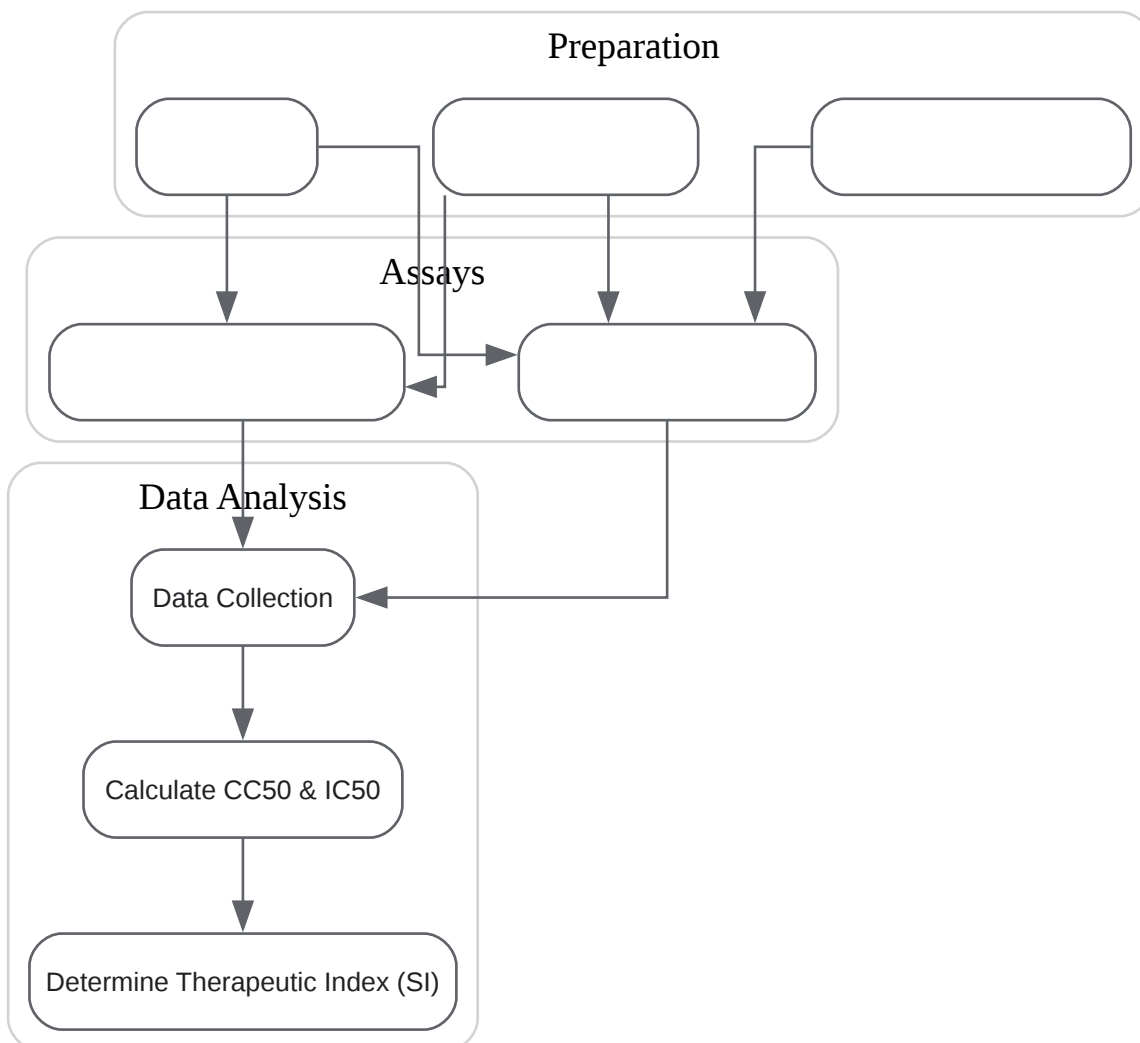 Preparation
Assays
Data Analysis
Data Collection
Calculate CC50 & IC50
Determine Therapeutic Index (SI)